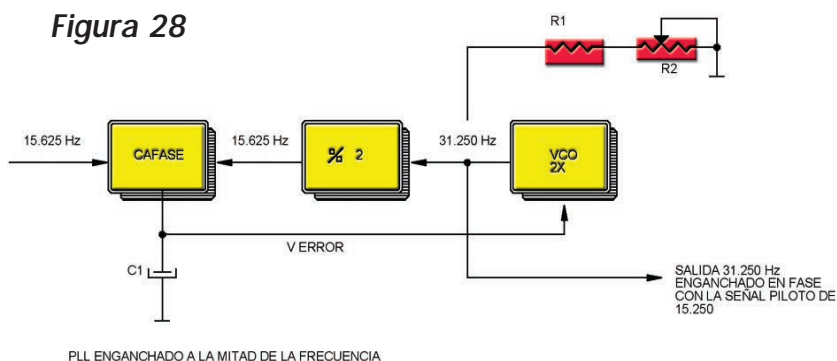 Figura 28
R1
R2
15.625 Hz
CAFASE
15.625 Hz
% 2
31.250 Hz
VCO
2X
V ERROR
C1
SALIDA 31.250 Hz
ENGANCHADO EN FASE
CON LA SEÑAL PILOTO DE
15.250
PLL ENGANCHADO A LA MITAD DE LA FRECUENCIA